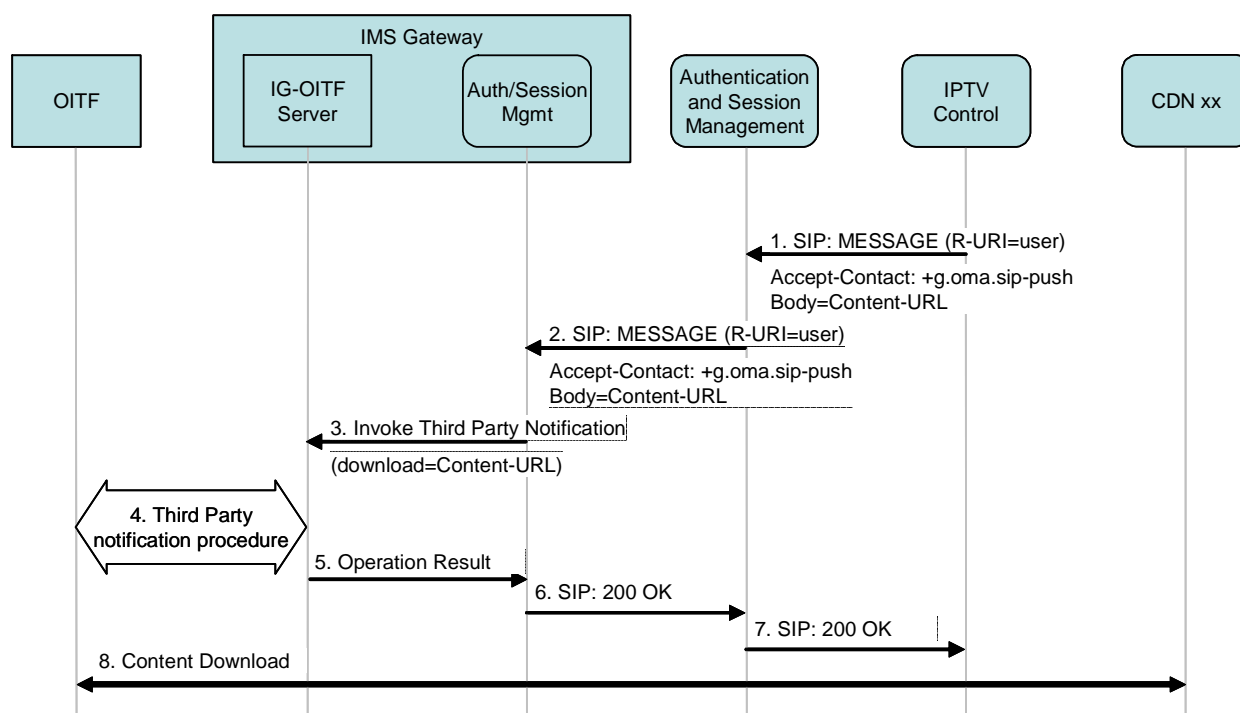 IMS Gateway
OITF
IG-OITF
Server
Auth/Session
Mgmt
Authentication
and Session
Management
IPTV
Control
CDN xx
1. SIP: MESSAGE (R-URI=user)
Accept-Contact: +g.oma.sip-push
Body=Content-URL
2. SIP: MESSAGE (R-URI=user)
Accept-Contact: +g.oma.sip-push
Body=Content-URL
3. Invoke Third Party Notification
(download=Content-URL)
4. Third Party
notification procedure
5. Operation Result
6. SIP: 200 OK
7. SIP: 200 OK
8. Content Download